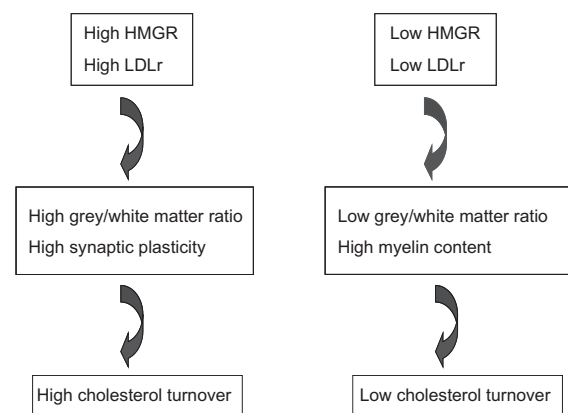 High HMGR
High LDLr
High grey/white matter ratio
High synaptic plasticity
High cholesterol turnover
Low HMGR
Low LDLr
Low grey/white matter ratio
High myelin content
Low cholesterol turnover